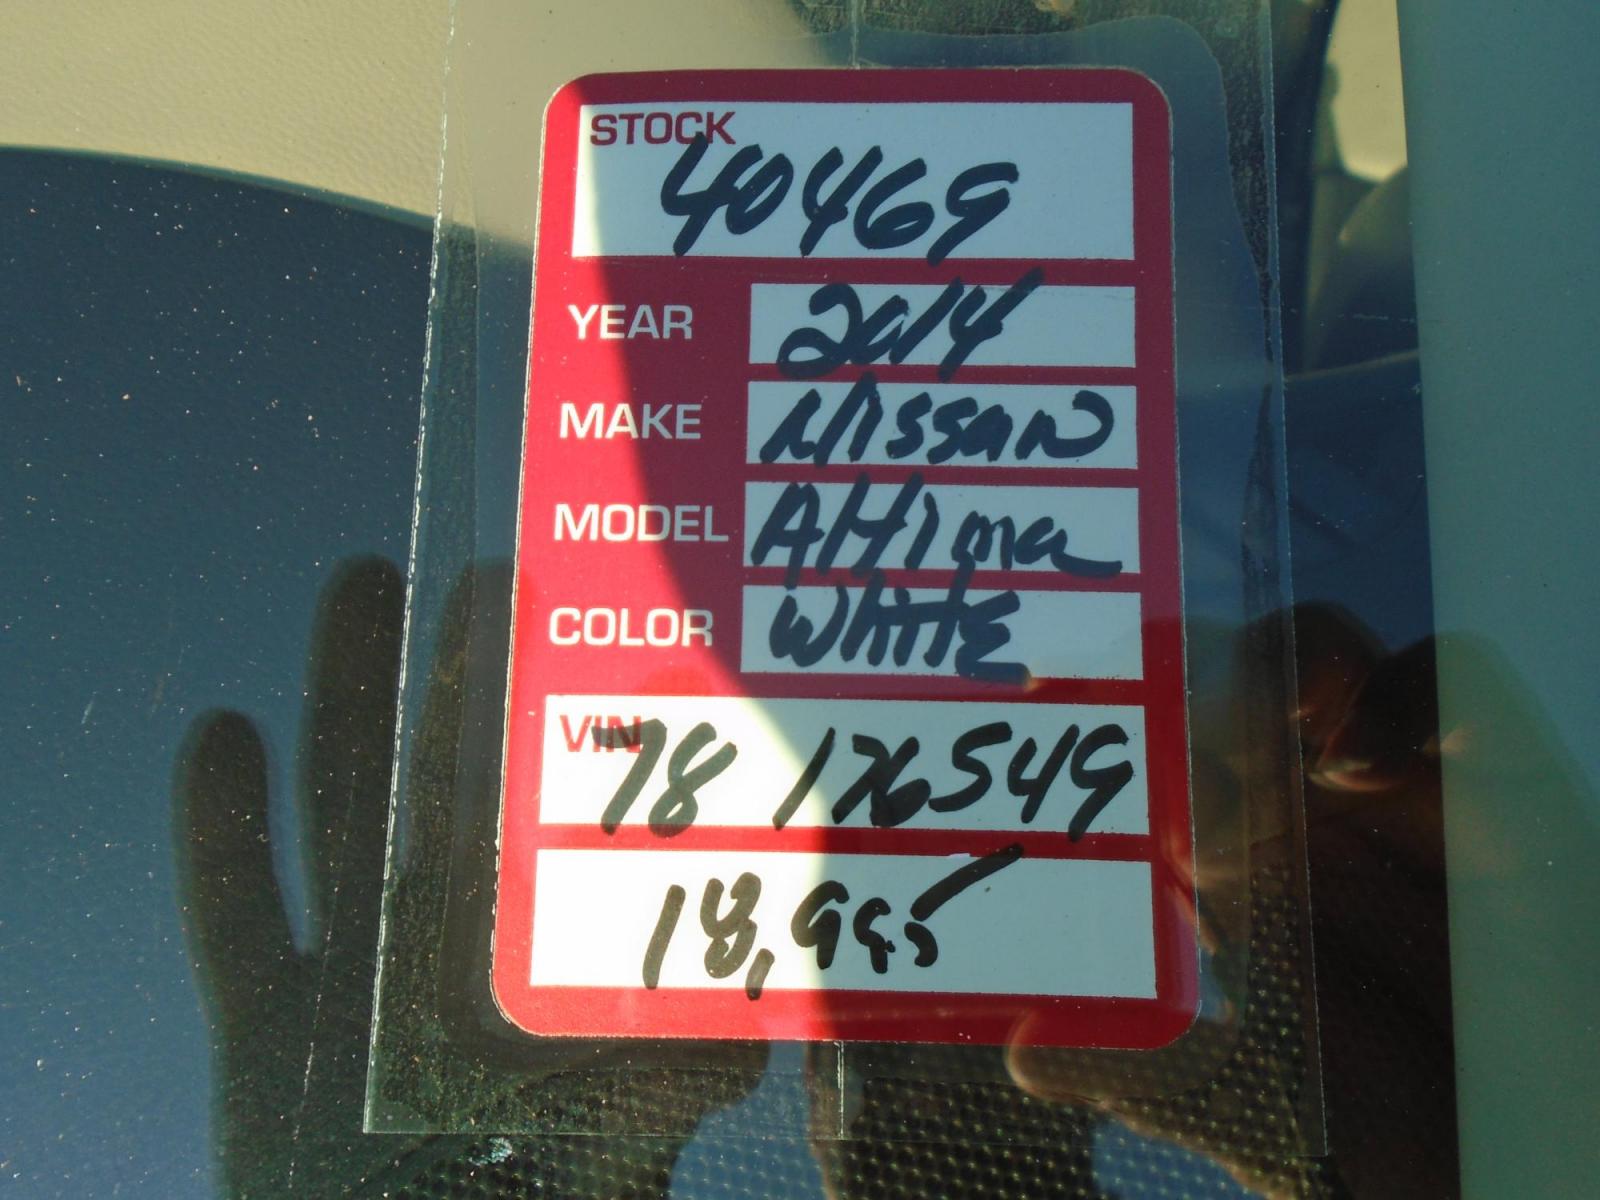 STOCK
40469
YEAR 2014
MAKE Nissan
MODEL Altima
COLOR WHITE
VIN 78 176549
18,995